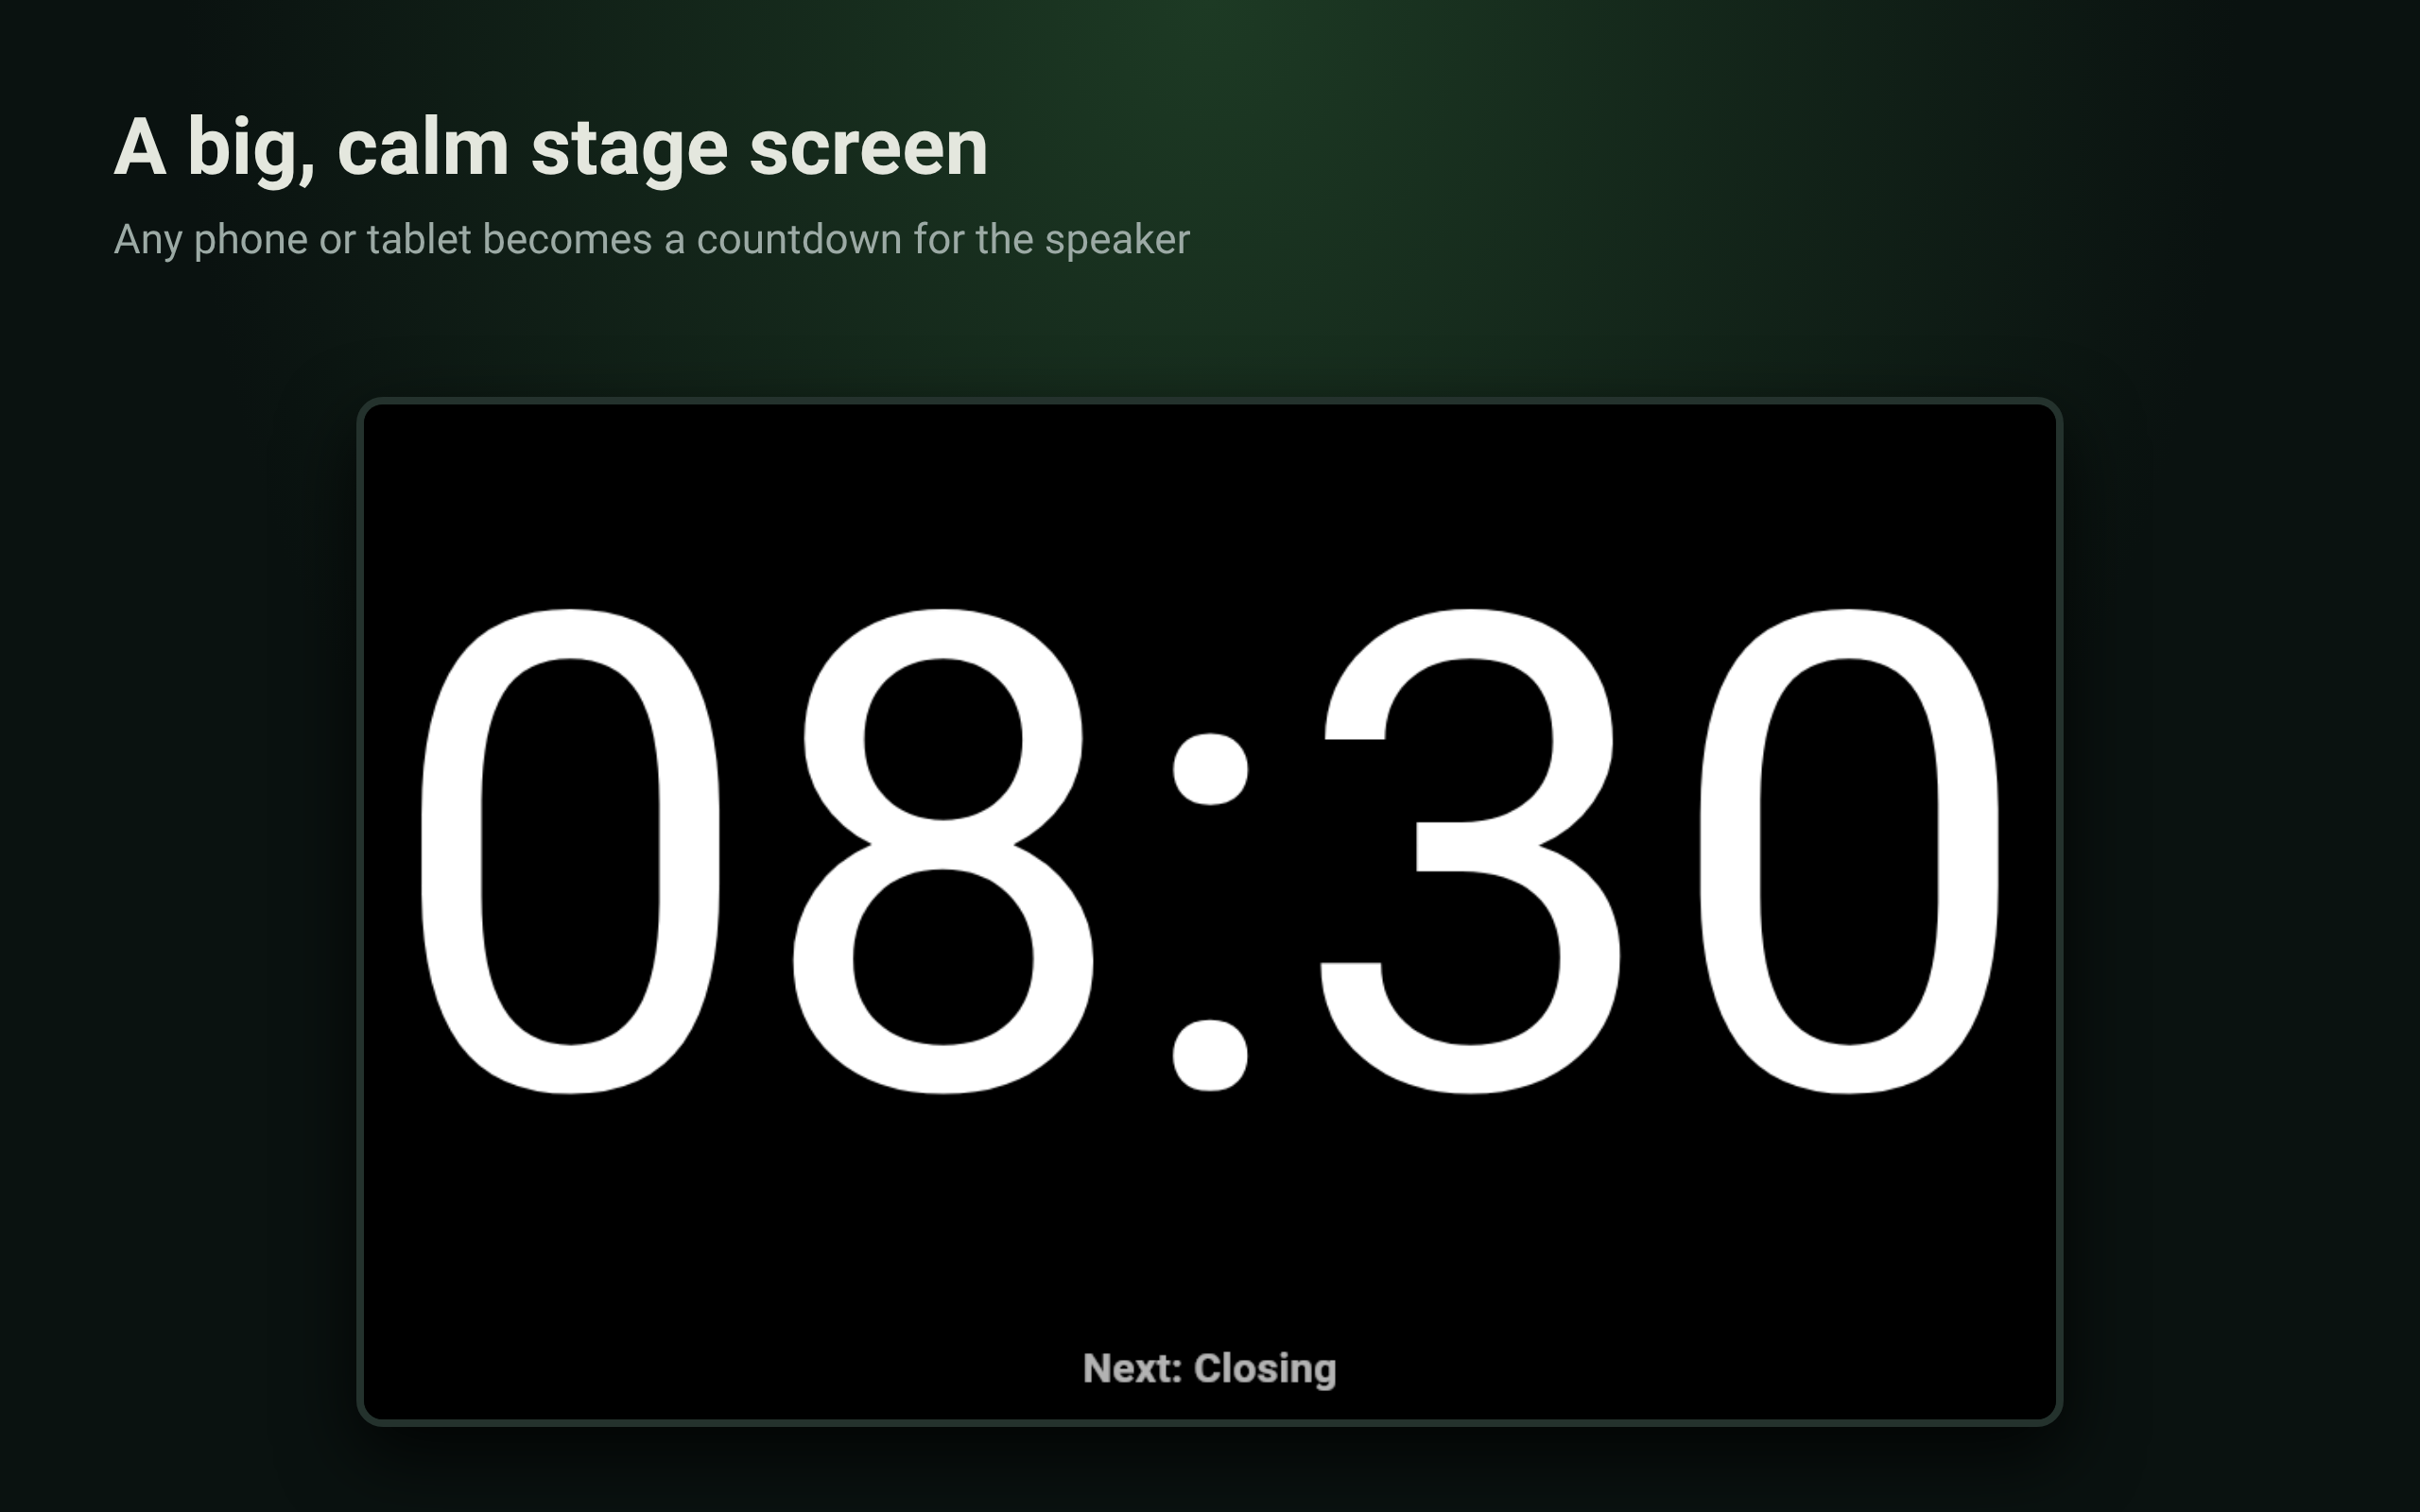 A big, calm stage screen
Any phone or tablet becomes a countdown for the speaker
08:30
Next: Closing